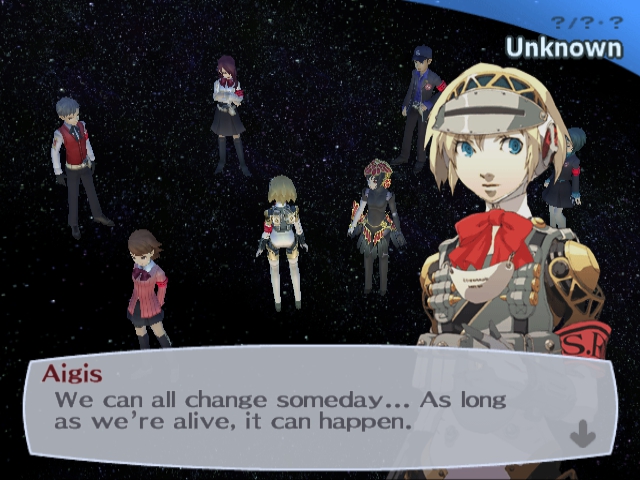 ?/?・?
Unknown
S.
Aigis
We can all change someday... As long
as we're alive, it can happen.